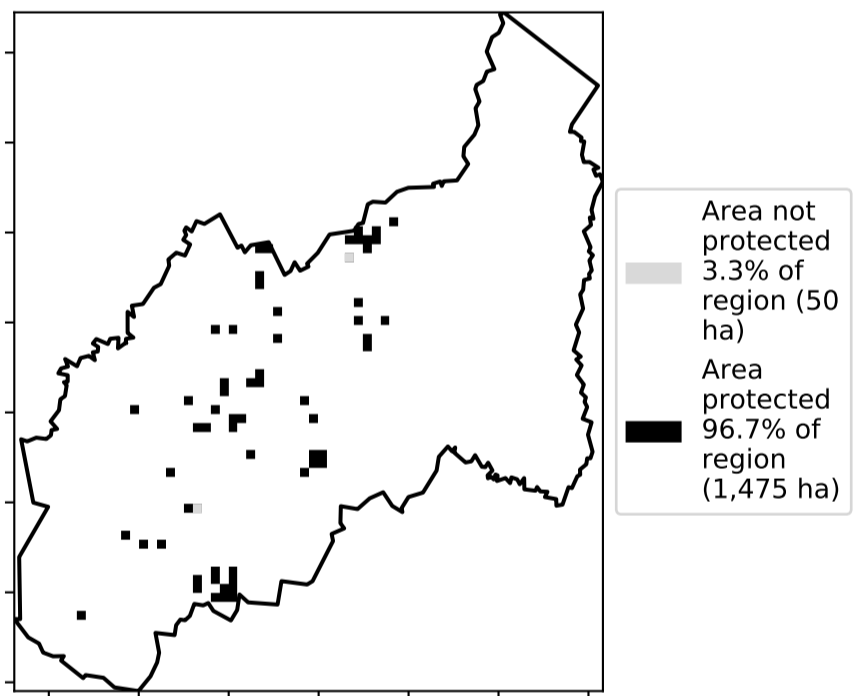 Area not
protected
3.3% of
region (50
ha)
Area
protected
96.7% of
region
(1,475 ha)